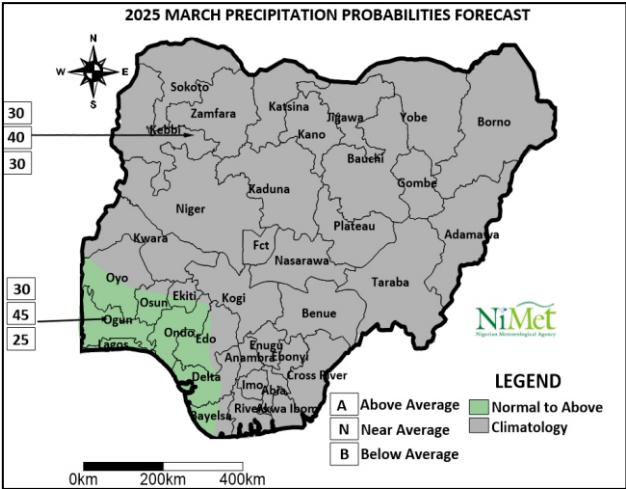 2025 MARCH PRECIPITATION PROBABILITIES FORECAST
N
W E
S
Sokoto
Zamfara
Katsina
Jigawa
Yobe
Borno
Kebbi
Kano
30
40
30
Bauchi
Gombe
Kaduna
Niger
Plateau
Adamawa
Kwara
Fct
Nasarawa
Taraba
Oyo
Osun
Ekiti
Kogi
Benue
30
45
25
Ogun
Ondo
Edo
Lagos
Enugu
Anambra
Ebonyi
Delta
Imo
Abia
Cross River
Bayelsa
Rivers
Akwa Ibom
NiMet
Nigerian Meteorological Agency
LEGEND
A Above Average
N Near Average
B Below Average
Normal to Above
Climatology
0km 200km 400km